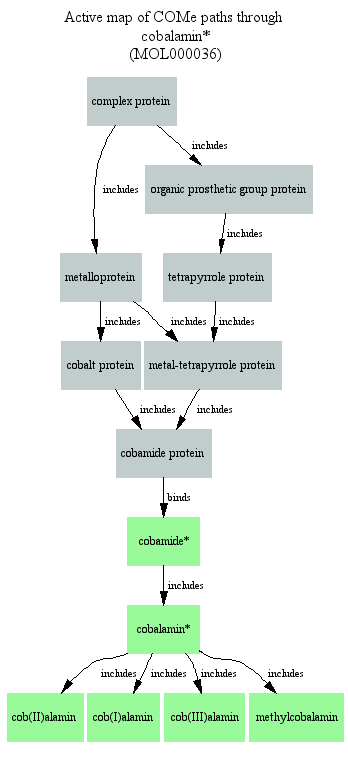 Active map of COMe paths through
cobalamin*
(MOL000036)
complex protein
includes
includes
organic prosthetic group protein
includes
metalloprotein
tetrapyrrole protein
includes
includes
includes
cobalt protein
metal-tetrapyrrole protein
includes
includes
cobamide protein
binds
cobamide*
includes
cobalamin*
includes
includes
includes
includes
cob(II)alamin
cob(I)alamin
cob(III)alamin
methylcobalamin